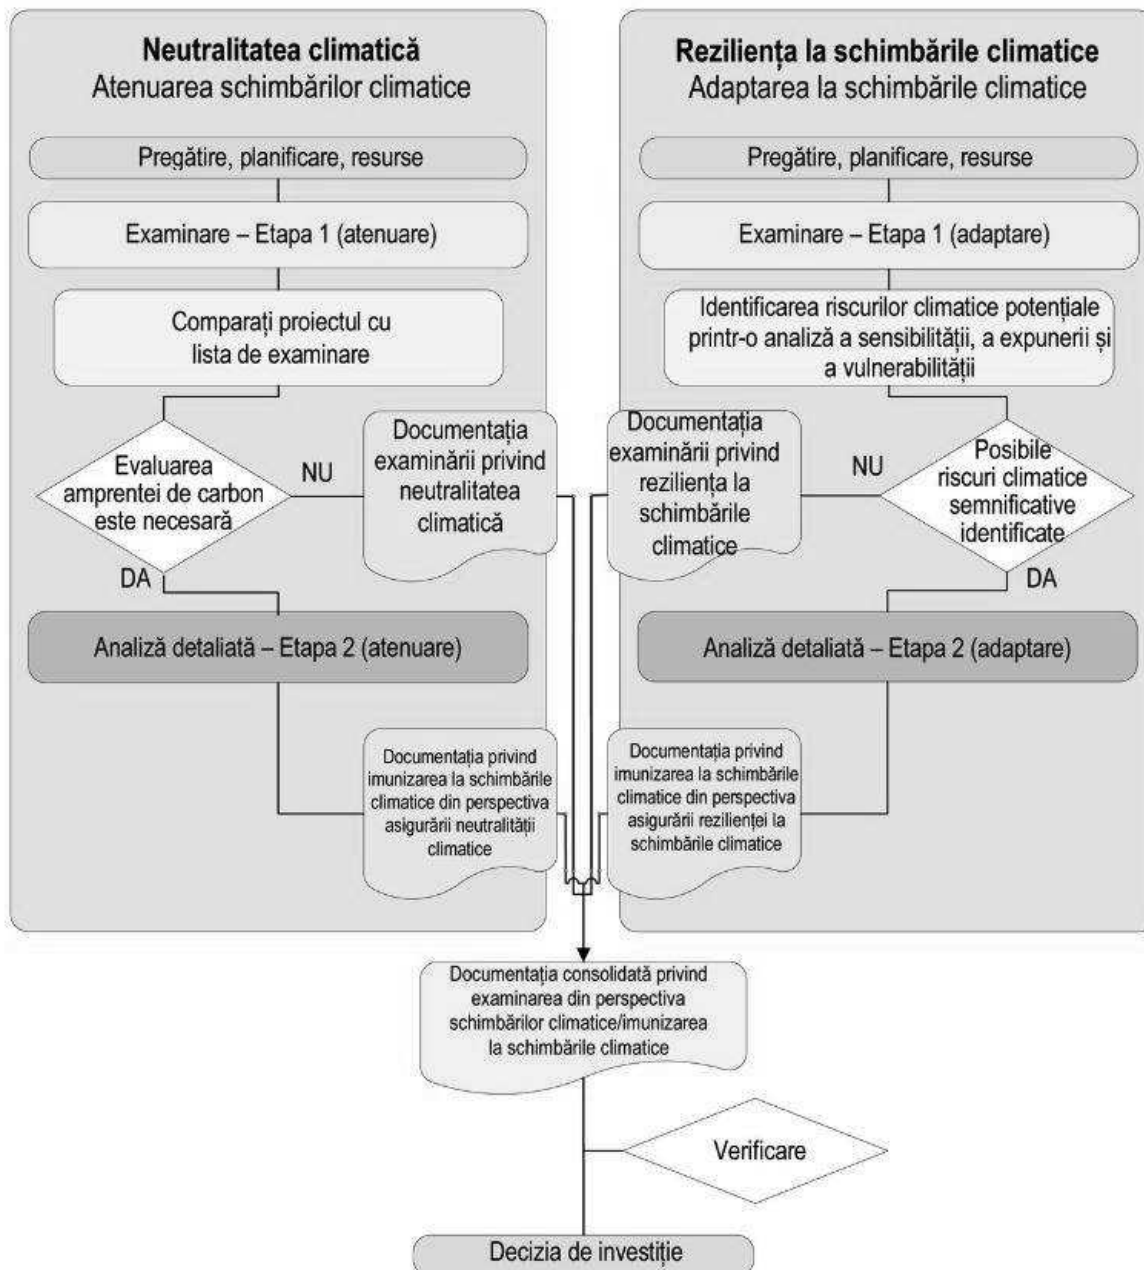 Neutralitatea climatică
Atenuarea schimbărilor climatice
Pregătire, planificare, resurse
Examinare – Etapa 1 (atenuare)
Comparați proiectul cu
lista de examinare
Evaluarea
amprentei de carbon
este necesară
NU
Documentația
examinării privind
neutralitatea
climatică
DA
Analiză detaliată – Etapa 2 (atenuare)
Documentația privind
imunizarea la schimbările
climatice din perspectiva
asigurării neutralității
climatice
Reziliența la schimbările climatice
Adaptarea la schimbările climatice
Pregătire, planificare, resurse
Examinare – Etapa 1 (adaptare)
Identificarea riscurilor climatice potențiale
printr-o analiză a sensibilității, a expunerii și
a vulnerabilității
Documentația
examinării privind
reziliența la
schimbările
climatice
NU
Posibile
riscuri climatice
semnificative
identificate
DA
Analiză detaliată – Etapa 2 (adaptare)
Documentația privind
imunizarea la schimbările
climatice din perspectiva
asigurării rezilienței la
schimbările climatice
Documentația consolidată privind
examinarea din perspectiva
schimbărilor climatice/imunizarea
la schimbările climatice
Verificare
Decizia de investiție